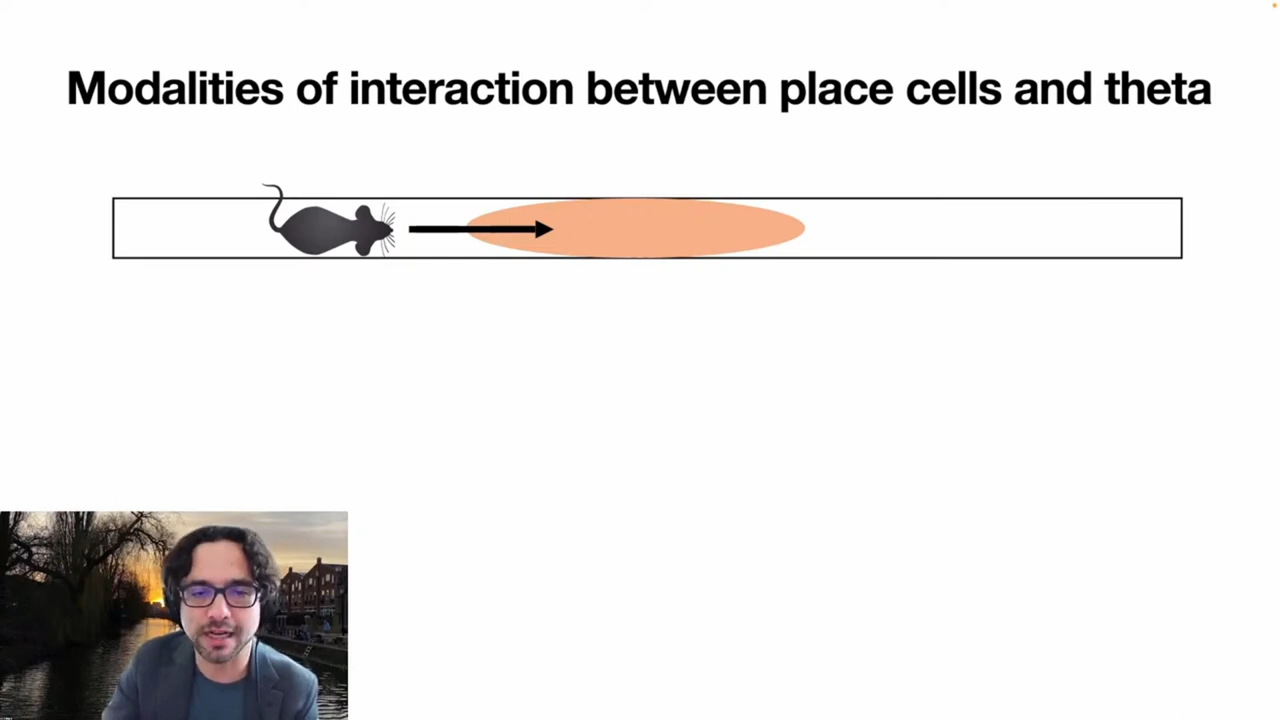 Modalities of interaction between place cells and theta